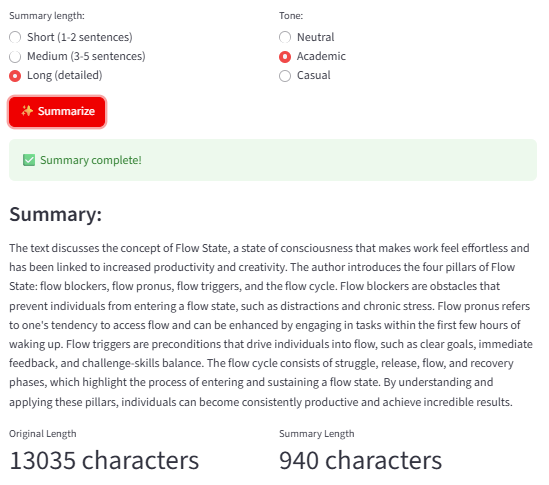 Summary length:
Tone:
Short (1-2 sentences)
Neutral
Medium (3-5 sentences)
Academic
Long (detailed)
Casual
✨ Summarize
✅ Summary complete!
Summary:
The text discusses the concept of Flow State, a state of consciousness that makes work feel effortless and
has been linked to increased productivity and creativity. The author introduces the four pillars of Flow
State: flow blockers, flow pronus, flow triggers, and the flow cycle. Flow blockers are obstacles that
prevent individuals from entering a flow state, such as distractions and chronic stress. Flow pronus refers
to one's tendency to access flow and can be enhanced by engaging in tasks within the first few hours of
waking up. Flow triggers are preconditions that drive individuals into flow, such as clear goals, immediate
feedback, and challenge-skills balance. The flow cycle consists of struggle, release, flow, and recovery
phases, which highlight the process of entering and sustaining a flow state. By understanding and
applying these pillars, individuals can become consistently productive and achieve incredible results.
Original Length
Summary Length
13035 characters
940 characters